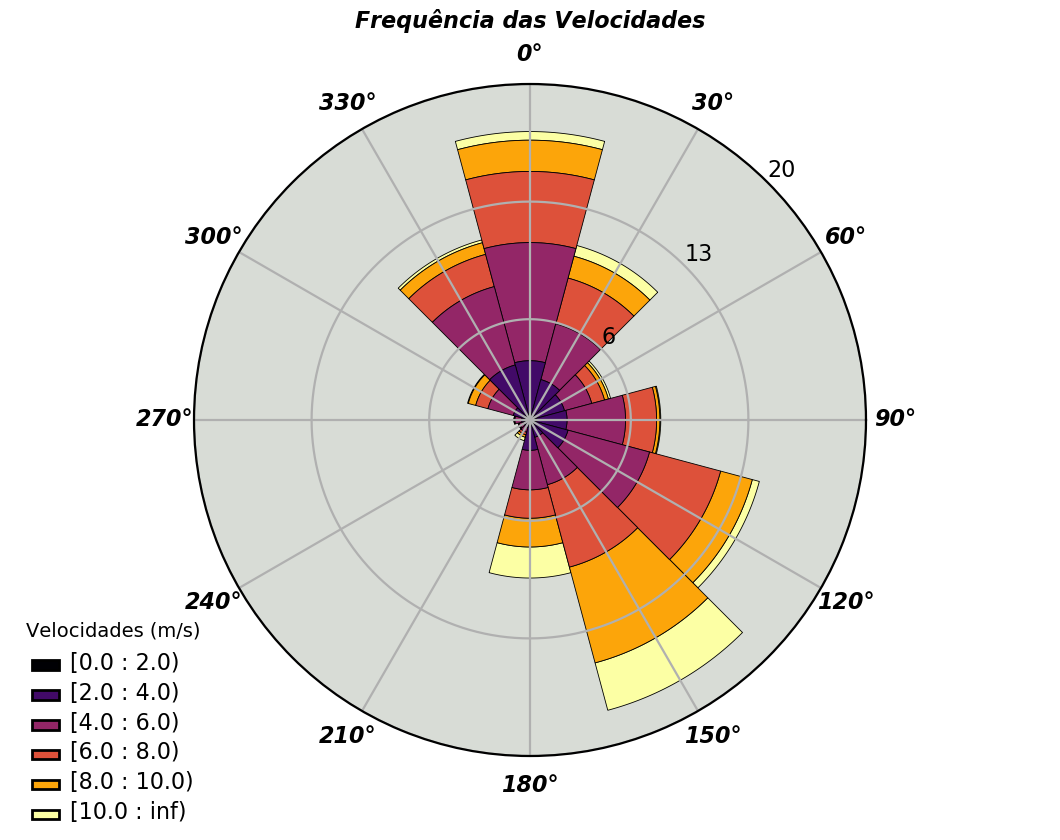 Frequência das Velocidades
0°
330°
30°
20
300°
60°
13
6
270°
90°
240°
120°
210°
150°
180°
Velocidades (m/s)
[0.0 : 2.0)
[2.0 : 4.0)
[4.0 : 6.0)
[6.0 : 8.0)
[8.0 : 10.0)
[10.0 : inf)